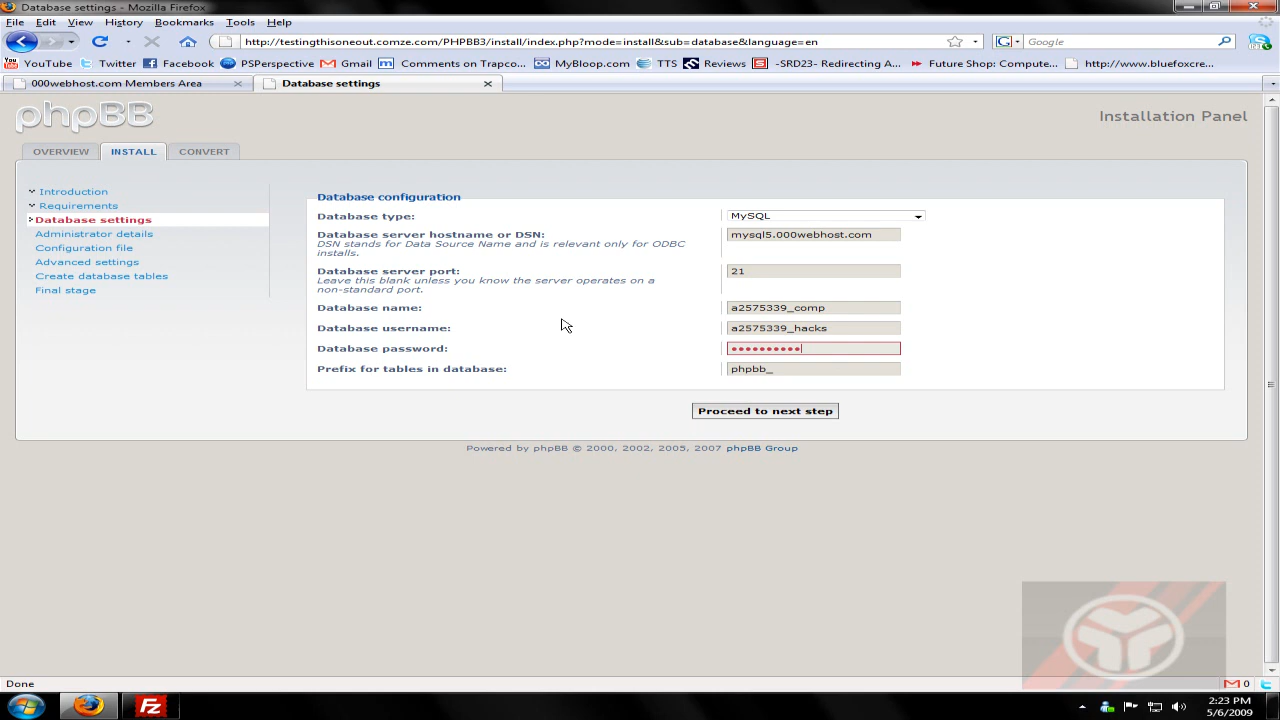 Database settings - Mozilla Firefox
File Edit View History Bookmarks Tools Help
http://testingthisoneout.comze.com/PHPBB3/install/index.php?mode=install&sub=database&language=en
Google
YouTube Twitter Facebook PSPerspective Gmail Comments on Trapco... MyBloop.com TTS Reviews -SRD23- Redirecting A... Future Shop: Compute... http://www.bluefoxcre...
000webhost.com Members Area
Database settings
phpBB
Installation Panel
OVERVIEW INSTALL CONVERT
Introduction
Requirements
Database settings
Administrator details
Configuration file
Advanced settings
Create database tables
Final stage
Database configuration
Database type: MySQL
Database server hostname or DSN: mysql5.000webhost.com
DSN stands for Data Source Name and is relevant only for ODBC
installs.
Database server port: 21
Leave this blank unless you know the server operates on a
non-standard port.
Database name: a2575339_comp
Database username: a2575339_hacks
Database password: ••••••••••
Prefix for tables in database: phpbb_
Proceed to next step
Powered by phpBB © 2000, 2002, 2005, 2007 phpBB Group
Done
0
2:23 PM
5/6/2009